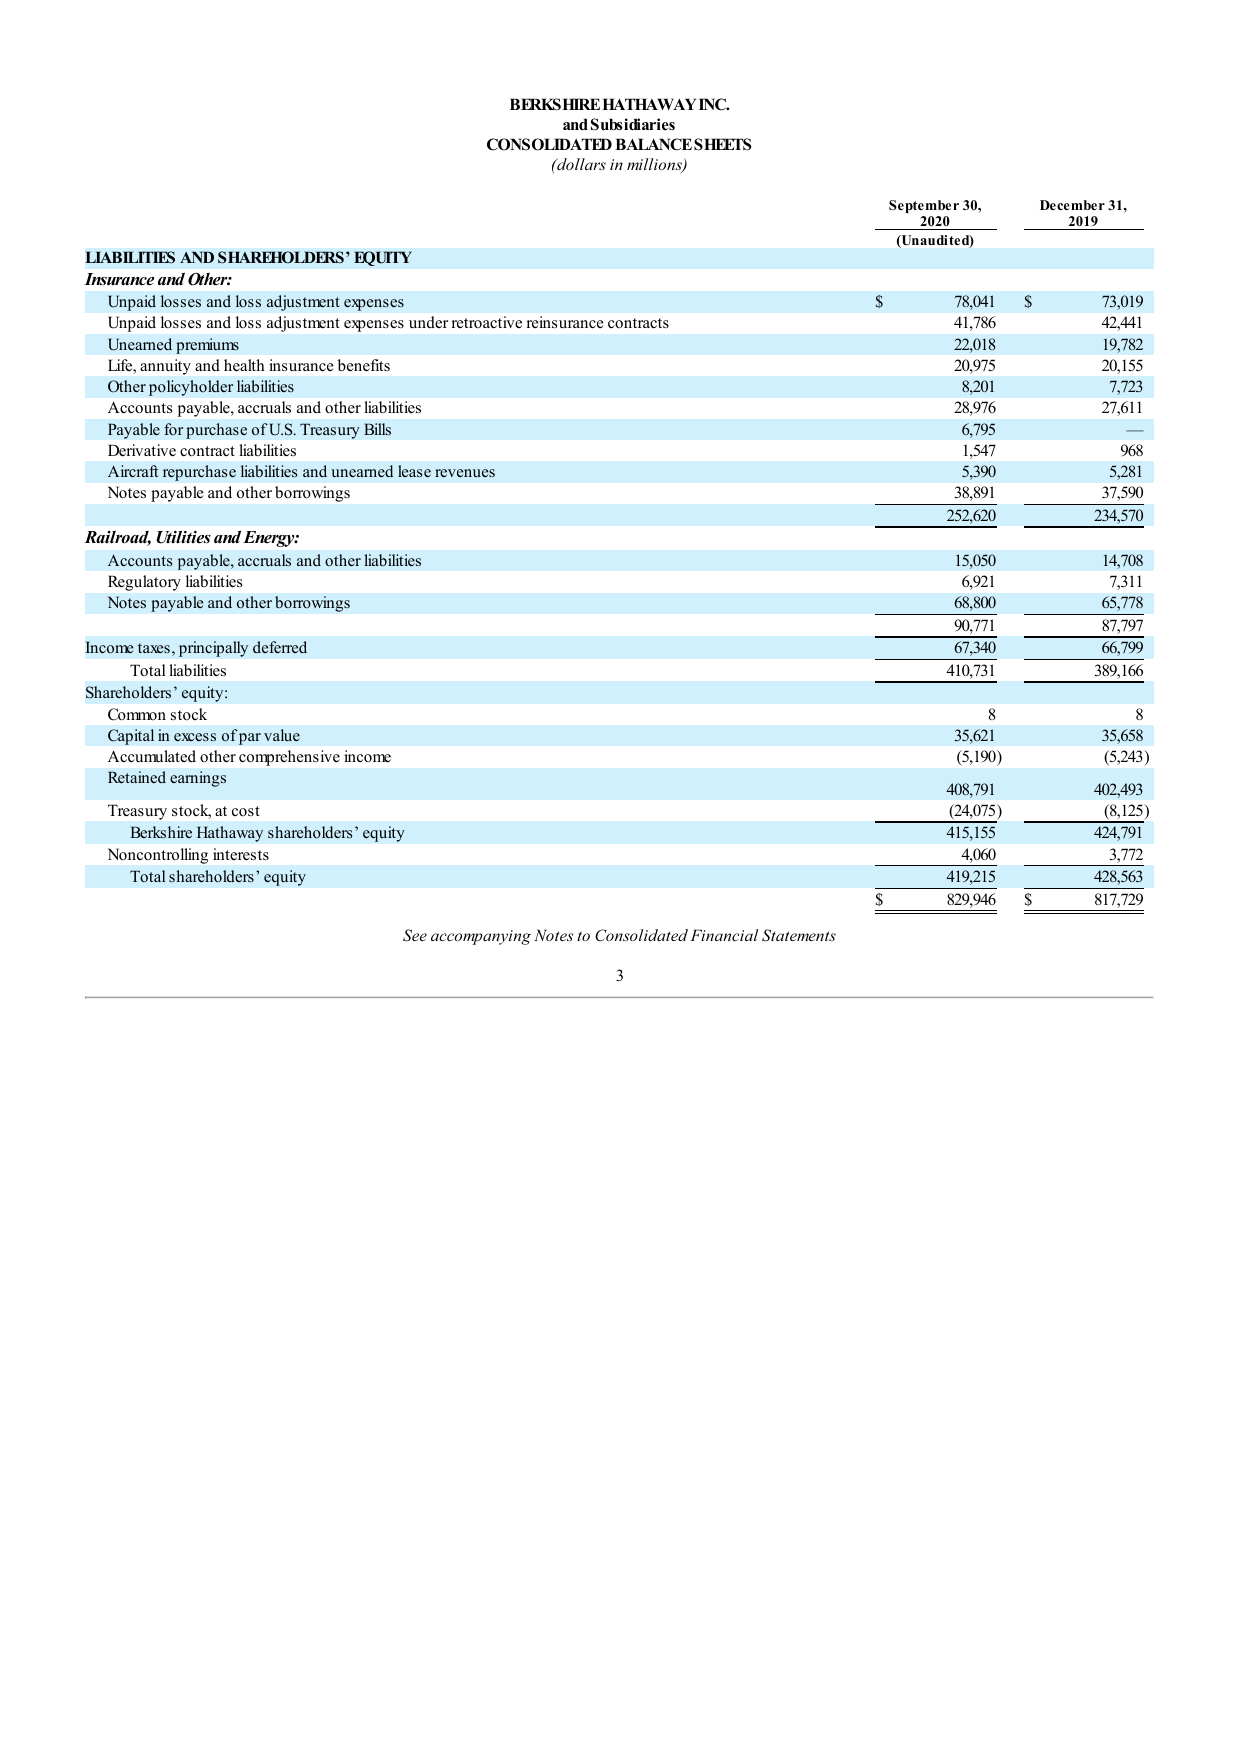 BERKSHIRE HATHAWAY INC.
and Subsidiaries
CONSOLIDATED BALANCE SHEETS
(dollars in millions)
September 30, December 31,
2020 2019
(Unaudited)
LIABILITIES AND SHAREHOLDERS’ EQUITY
Insurance and Other:
Unpaid losses and loss adjustment expenses $ 78,041 $ 73,019
Unpaid losses and loss adjustment expenses under retroactive reinsurance contracts 41,786 42,441
Unearned premiums 22,018 19,782
Life, annuity and health insurance benefits 20,975 20,155
Other policyholder liabilities 8,201 7,723
Accounts payable, accruals and other liabilities 28,976 27,611
Payable for purchase of U.S. Treasury Bills 6,795 —
Derivative contract liabilities 1,547 968
Aircraft repurchase liabilities and unearned lease revenues 5,390 5,281
Notes payable and other borrowings 38,891 37,590
252,620 234,570
Railroad, Utilities and Energy:
Accounts payable, accruals and other liabilities 15,050 14,708
Regulatory liabilities 6,921 7,311
Notes payable and other borrowings 68,800 65,778
90,771 87,797
Income taxes, principally deferred 67,340 66,799
Total liabilities 410,731 389,166
Shareholders’ equity:
Common stock 8 8
Capital in excess of par value 35,621 35,658
Accumulated other comprehensive income (5,190) (5,243)
Retained earnings 408,791 402,493
Treasury stock, at cost (24,075) (8,125)
Berkshire Hathaway shareholders’ equity 415,155 424,791
Noncontrolling interests 4,060 3,772
Total shareholders’ equity 419,215 428,563
$ 829,946 $ 817,729
See accompanying Notes to Consolidated Financial Statements
3